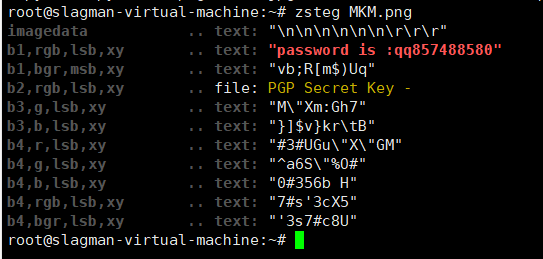 root@slagman-virtual-machine:~# zsteg MKM.png
imagedata .. text: "\n\n\n\n\n\n\n\r\r\r"
b1,rgb,lsb,xy .. text: "password is :qq857488580"
b1,bgr,msb,xy .. text: "vb;R[m$)Uq"
b2,rgb,lsb,xy .. file: PGP Secret Key -
b3,g,lsb,xy .. text: "M\"Xm:Gh7"
b3,b,lsb,xy .. text: "}]$v}kr\tB"
b4,r,lsb,xy .. text: "#3#UGu\"X\"GM"
b4,g,lsb,xy .. text: "^a6S\"%O#"
b4,b,lsb,xy .. text: "0#356b H"
b4,rgb,lsb,xy .. text: "7#s'3cX5"
b4,bgr,lsb,xy .. text: "'3s7#c8U"
root@slagman-virtual-machine:~#